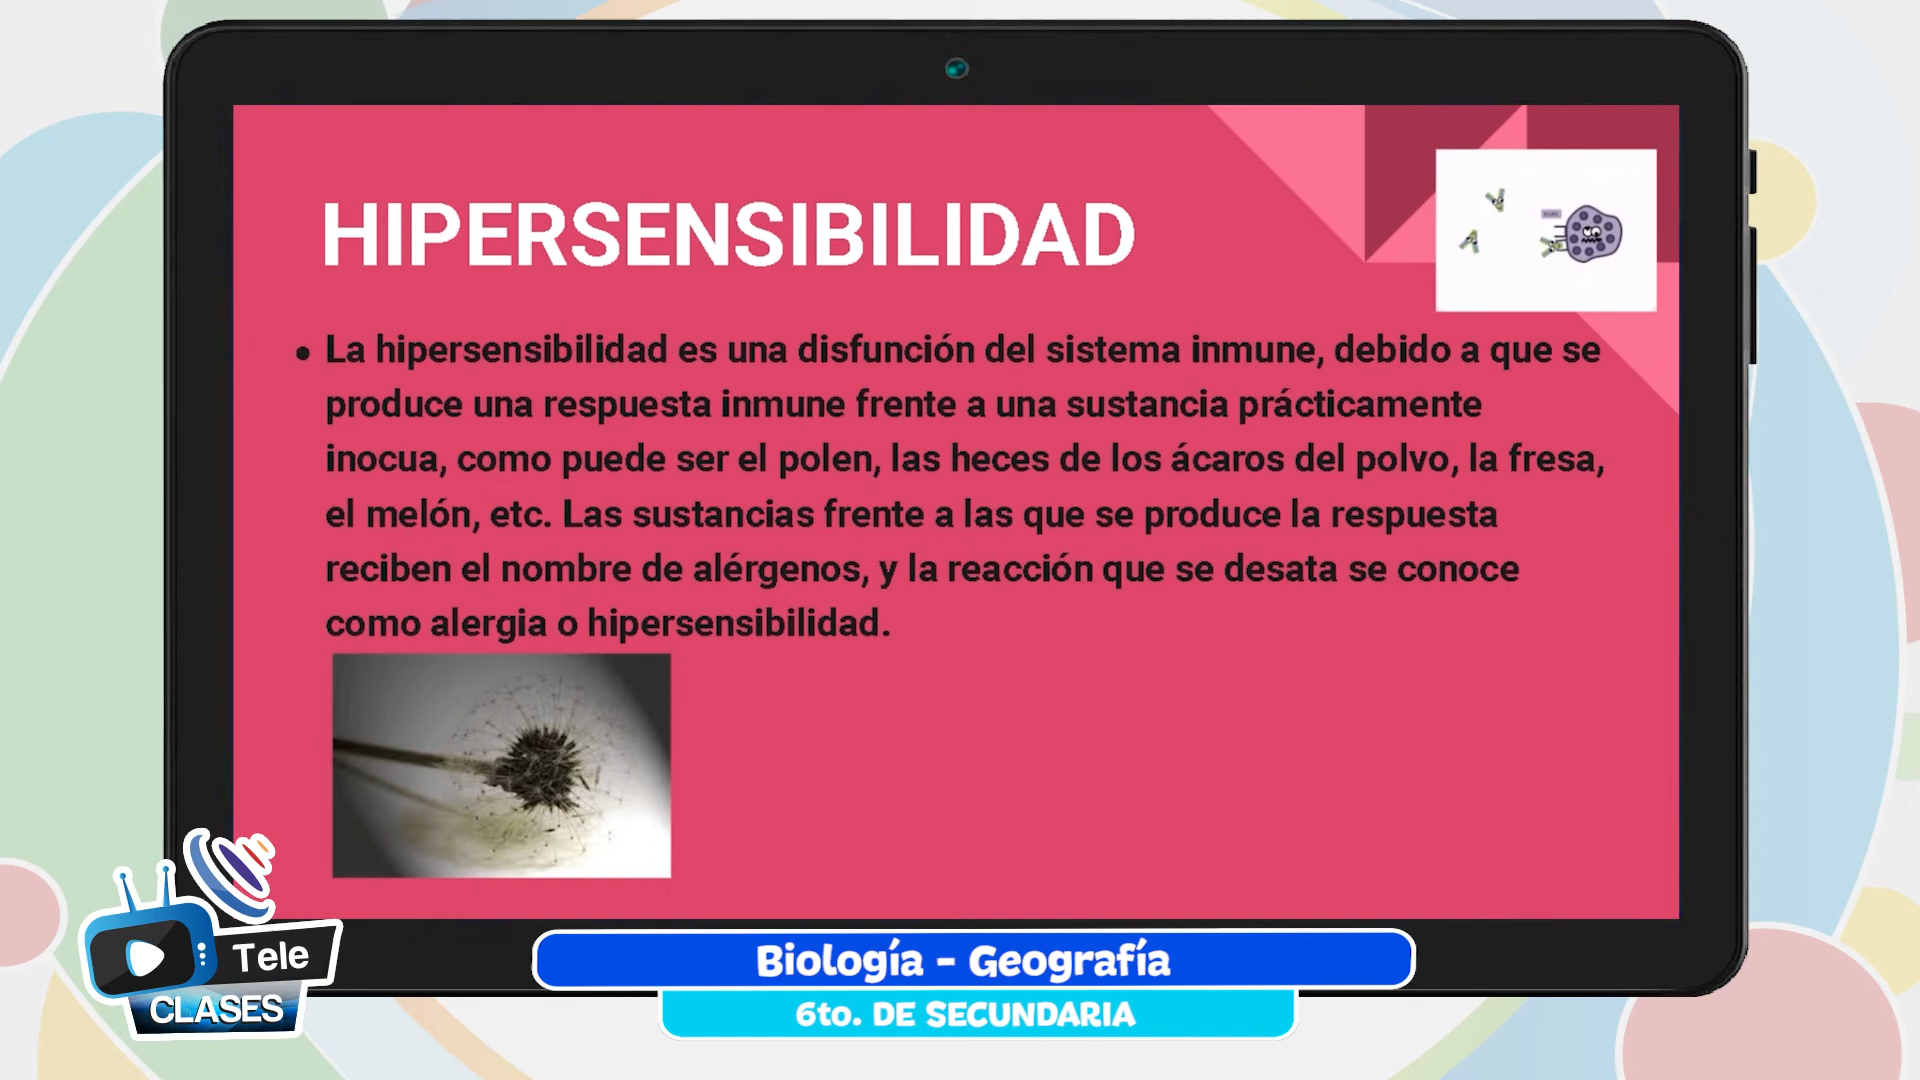 HIPERSENSIBILIDAD
• La hipersensibilidad es una disfunción del sistema inmune, debido a que se
produce una respuesta inmune frente a una sustancia prácticamente
inocua, como puede ser el polen, las heces de los ácaros del polvo, la fresa,
el melón, etc. Las sustancias frente a las que se produce la respuesta
reciben el nombre de alérgenos, y la reacción que se desata se conoce
como alergia o hipersensibilidad.
Tele
CLASES
Biología - Geografía
6to. DE SECUNDARIA